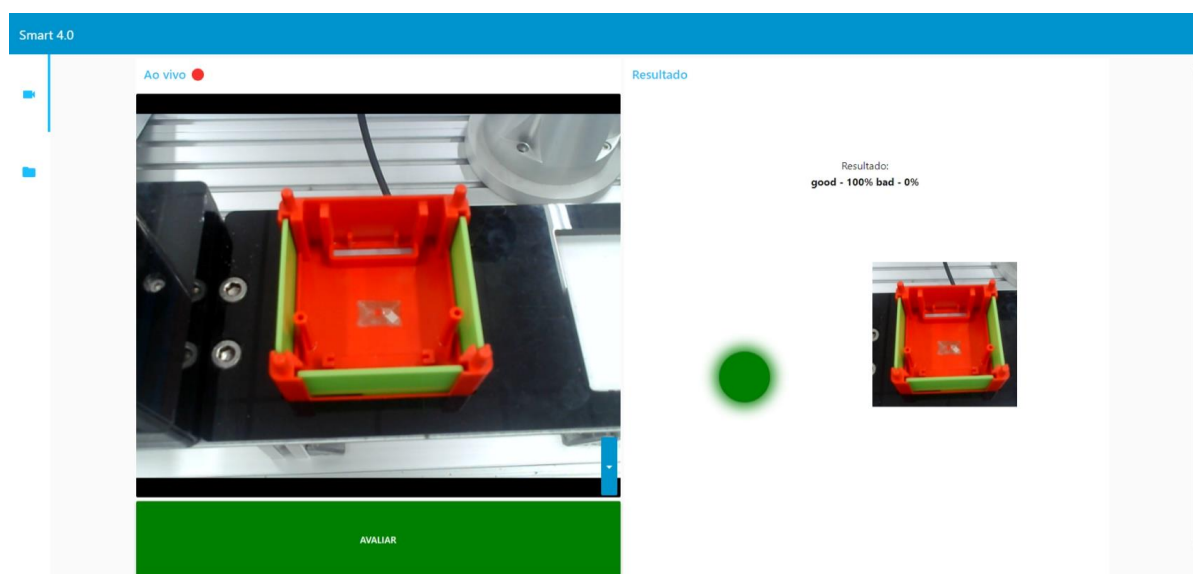 Smart 4.0
Ao vivo
Resultado
Resultado:
good - 100% bad - 0%
AVALIAR